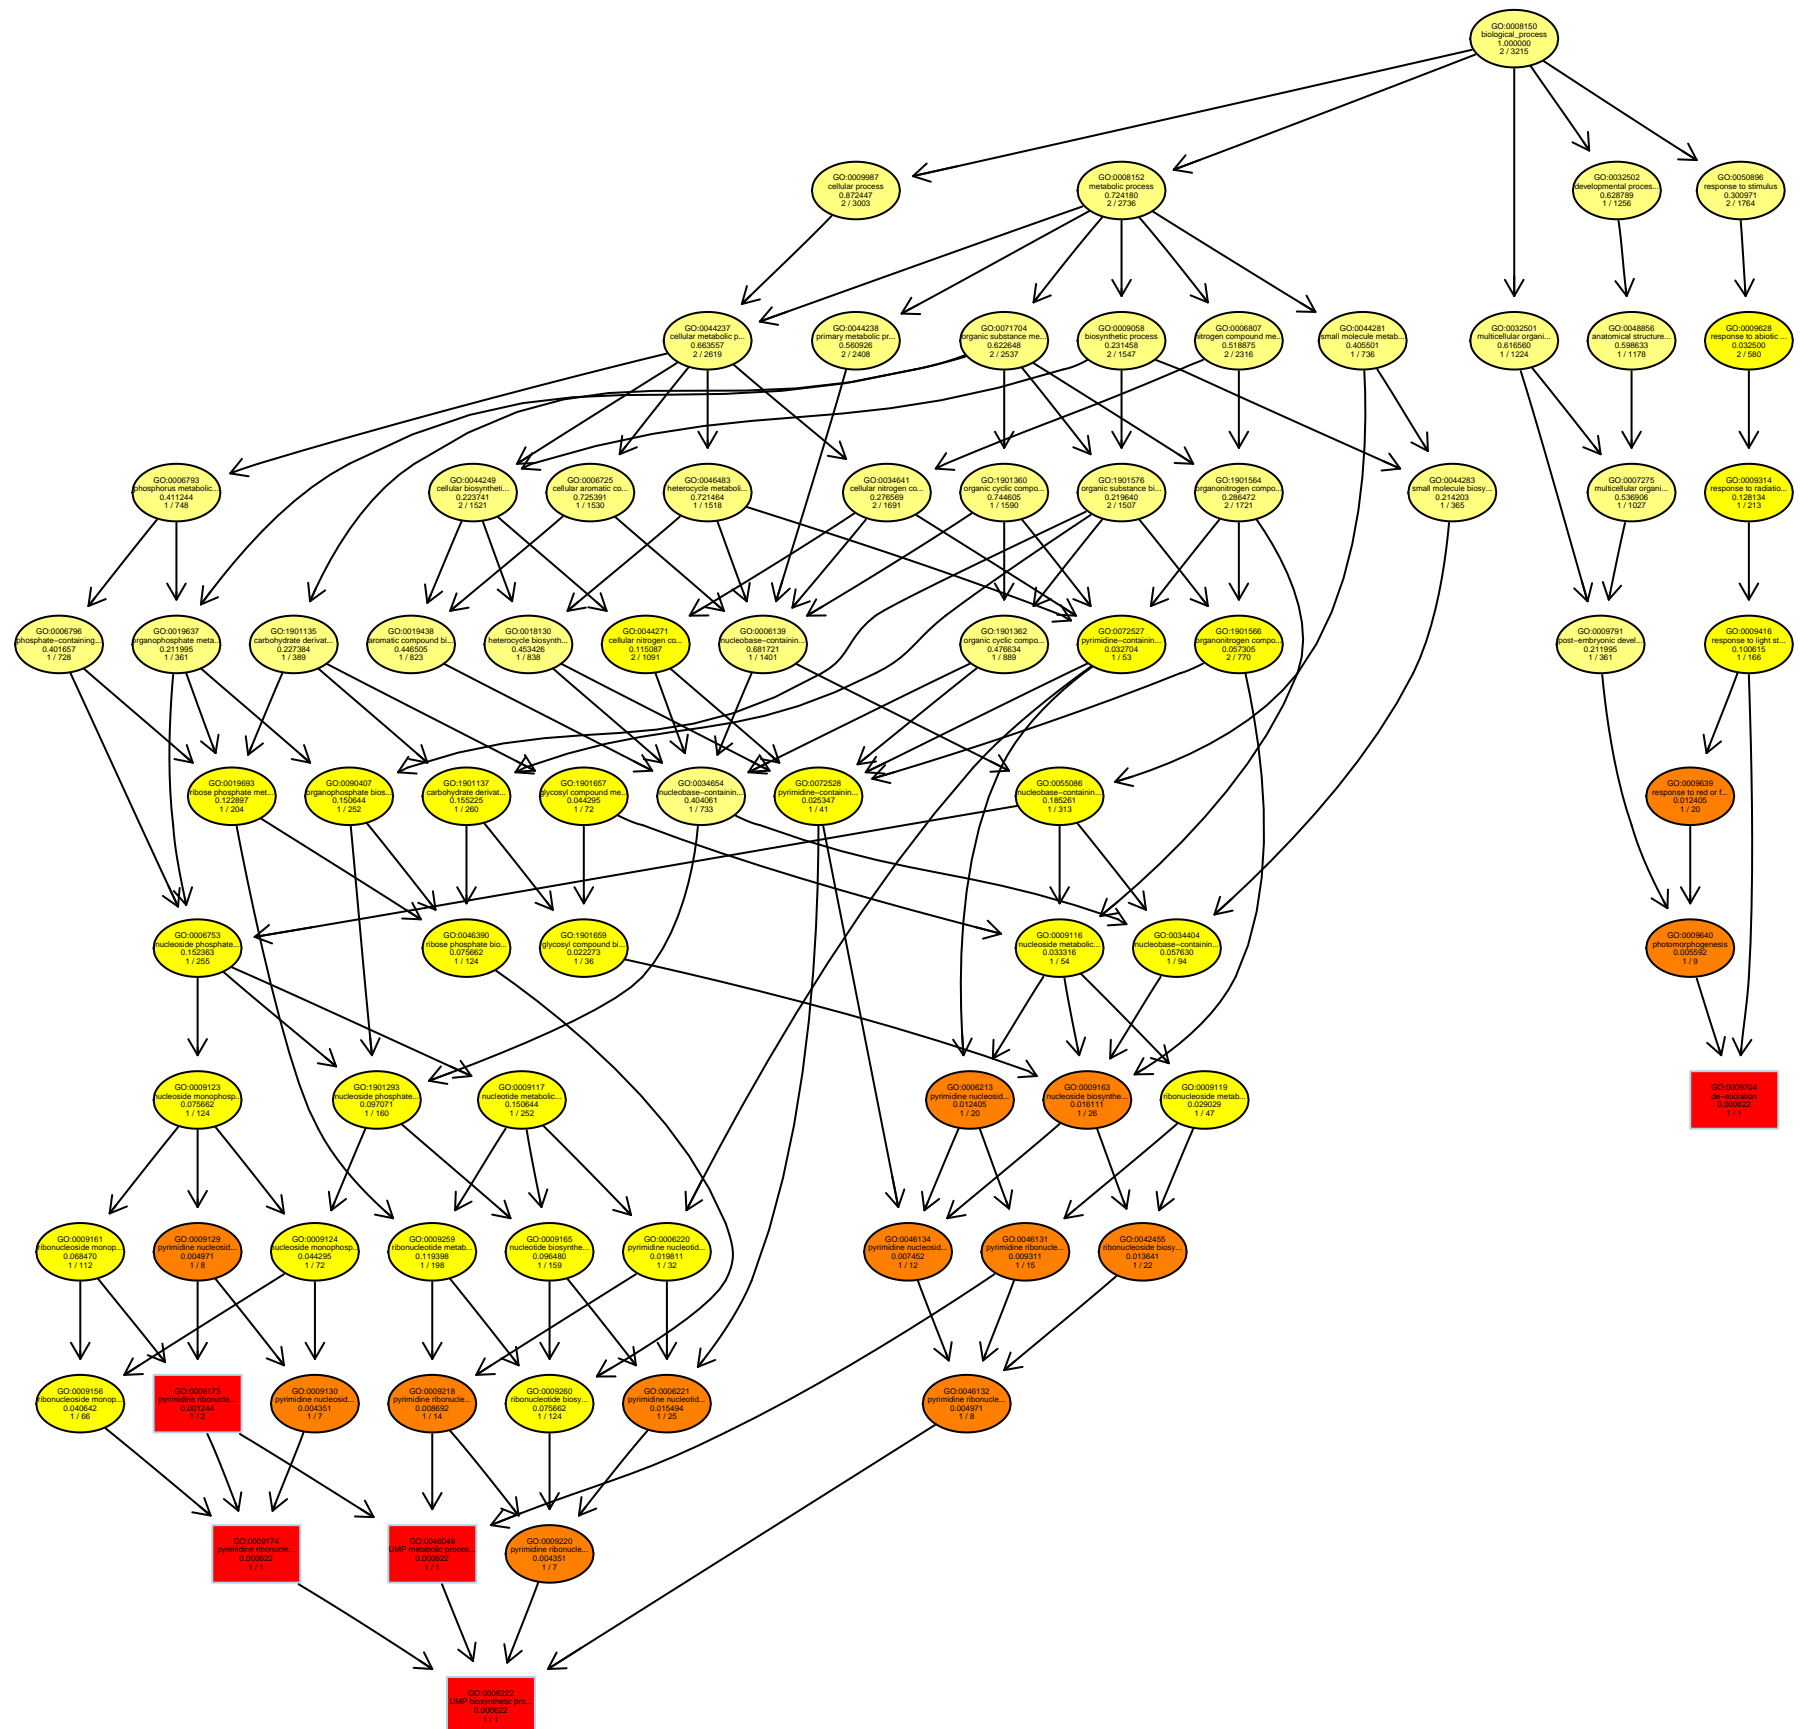 GO:0008150
biological_process
1.000000
2 / 3215
GO:0009987
cellular process
0.872447
2 / 3003
GO:0008152
metabolic process
0.724180
2 / 2736
GO:0032502
developmental proces...
0.628789
1 / 1256
GO:0050896
response to stimulus
0.300971
2 / 1764
GO:0044237
cellular metabolic p...
0.663557
2 / 2619
GO:0044238
primary metabolic pr...
0.560926
2 / 2408
GO:0071704
organic substance me...
0.622648
2 / 2537
GO:0009058
biosynthetic process
0.231458
2 / 1547
GO:0006807
nitrogen compound me...
0.518875
2 / 2316
GO:0044281
small molecule metab...
0.405501
1 / 736
GO:0032501
multicellular organi...
0.616560
1 / 1224
GO:0048856
anatomical structure...
0.598633
1 / 1178
GO:0009628
response to abiotic ...
0.032500
2 / 580
GO:0006793
phosphorus metabolic...
0.411244
1 / 748
GO:0044249
cellular biosyntheti...
0.223741
2 / 1521
GO:0006725
cellular aromatic co...
0.725391
1 / 1530
GO:0046483
heterocycle metaboli...
0.721464
1 / 1518
GO:0034641
cellular nitrogen co...
0.276569
2 / 1691
GO:1901360
organic cyclic compo...
0.744605
1 / 1590
GO:1901576
organic substance bi...
0.219640
2 / 1507
GO:1901564
organonitrogen compo...
0.286472
2 / 1721
GO:0044283
small molecule biosy...
0.214203
1 / 365
GO:0007275
multicellular organi...
0.536906
1 / 1027
GO:0009314
response to radiatio...
0.128134
1 / 213
GO:0006796
phosphate−containing...
0.401657
1 / 728
GO:0019637
organophosphate meta...
0.211995
1 / 361
GO:1901135
carbohydrate derivat...
0.227384
1 / 389
GO:0019438
aromatic compound bi...
0.446505
1 / 823
GO:0018130
heterocycle biosynth...
0.453426
1 / 838
GO:0044271
cellular nitrogen co...
0.115087
2 / 1091
GO:0006139
nucleobase−containin...
0.681721
1 / 1401
GO:1901362
organic cyclic compo...
0.476634
1 / 889
GO:0072527
pyrimidine−containin...
0.032704
1 / 53
GO:1901566
organonitrogen compo...
0.057305
2 / 770
GO:0009791
post−embryonic devel...
0.211995
1 / 361
GO:0009416
response to light st...
0.100615
1 / 166
GO:0019693
ribose phosphate met...
0.122897
1 / 204
GO:0090407
organophosphate bios...
0.150644
1 / 252
GO:1901137
carbohydrate derivat...
0.155225
1 / 260
GO:1901657
glycosyl compound me...
0.044295
1 / 72
GO:0034654
nucleobase−containin...
0.404061
1 / 733
GO:0072528
pyrimidine−containin...
0.025347
1 / 41
GO:0055086
nucleobase−containin...
0.185261
1 / 313
GO:0009639
response to red or f...
0.012405
1 / 20
GO:0006753
nucleoside phosphate...
0.152363
1 / 255
GO:0046390
ribose phosphate bio...
0.075662
1 / 124
GO:1901659
glycosyl compound bi...
0.022273
1 / 36
GO:0009116
nucleoside metabolic...
0.033316
1 / 54
GO:0034404
nucleobase−containin...
0.057630
1 / 94
GO:0009640
photomorphogenesis
0.005592
1 / 9
GO:0009123
nucleoside monophosp...
0.075662
1 / 124
GO:1901293
nucleoside phosphate...
0.097071
1 / 160
GO:0009117
nucleotide metabolic...
0.150644
1 / 252
GO:0006213
pyrimidine nucleosid...
0.012405
1 / 20
GO:0009163
nucleoside biosynthe...
0.016111
1 / 26
GO:0009119
ribonucleoside metab...
0.029029
1 / 47
GO:0009704
de−etiolation
0.000622
1 / 1
GO:0009161
ribonucleoside monop...
0.068470
1 / 112
GO:0009129
pyrimidine nucleosid...
0.004971
1 / 8
GO:0009124
nucleoside monophosp...
0.044295
1 / 72
GO:0009259
ribonucleotide metab...
0.119398
1 / 198
GO:0009165
nucleotide biosynthe...
0.096480
1 / 159
GO:0006220
pyrimidine nucleotid...
0.019811
1 / 32
GO:0046134
pyrimidine nucleosid...
0.007452
1 / 12
GO:0046131
pyrimidine ribonucle...
0.009311
1 / 15
GO:0042455
ribonucleoside biosy...
0.013641
1 / 22
GO:0009156
ribonucleoside monop...
0.040642
1 / 66
GO:0009173
pyrimidine ribonucle...
0.001244
1 / 2
GO:0009130
pyrimidine nucleosid...
0.004351
1 / 7
GO:0009218
pyrimidine ribonucle...
0.008692
1 / 14
GO:0009260
ribonucleotide biosy...
0.075662
1 / 124
GO:0006221
pyrimidine nucleotid...
0.015494
1 / 25
GO:0046132
pyrimidine ribonucle...
0.004971
1 / 8
GO:0009174
pyrimidine ribonucle...
0.000622
1 / 1
GO:0046049
UMP metabolic proces...
0.000622
1 / 1
GO:0009220
pyrimidine ribonucle...
0.004351
1 / 7
GO:0006222
UMP biosynthetic pro...
0.000622
1 / 1